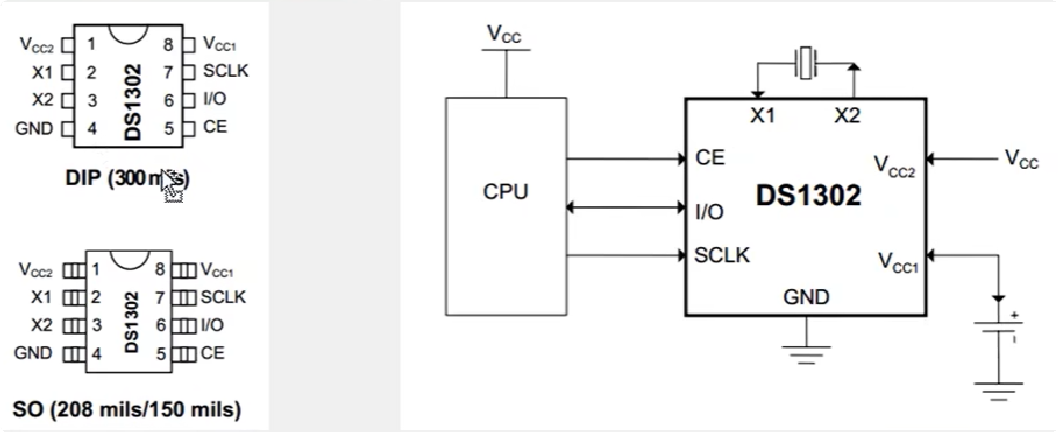 VCC2 1 8 VCC1
X1 2 7 SCLK
X2 3 6 I/O
GND 4 5 CE
DS1302
DIP (300 mils)
VCC2 1 8 VCC1
X1 2 7 SCLK
X2 3 6 I/O
GND 4 5 CE
DS1302
SO (208 mils/150 mils)
VCC
CPU
X1 X2
CE
I/O
SCLK
DS1302
VCC2
VCC
VCC1
GND
+
-